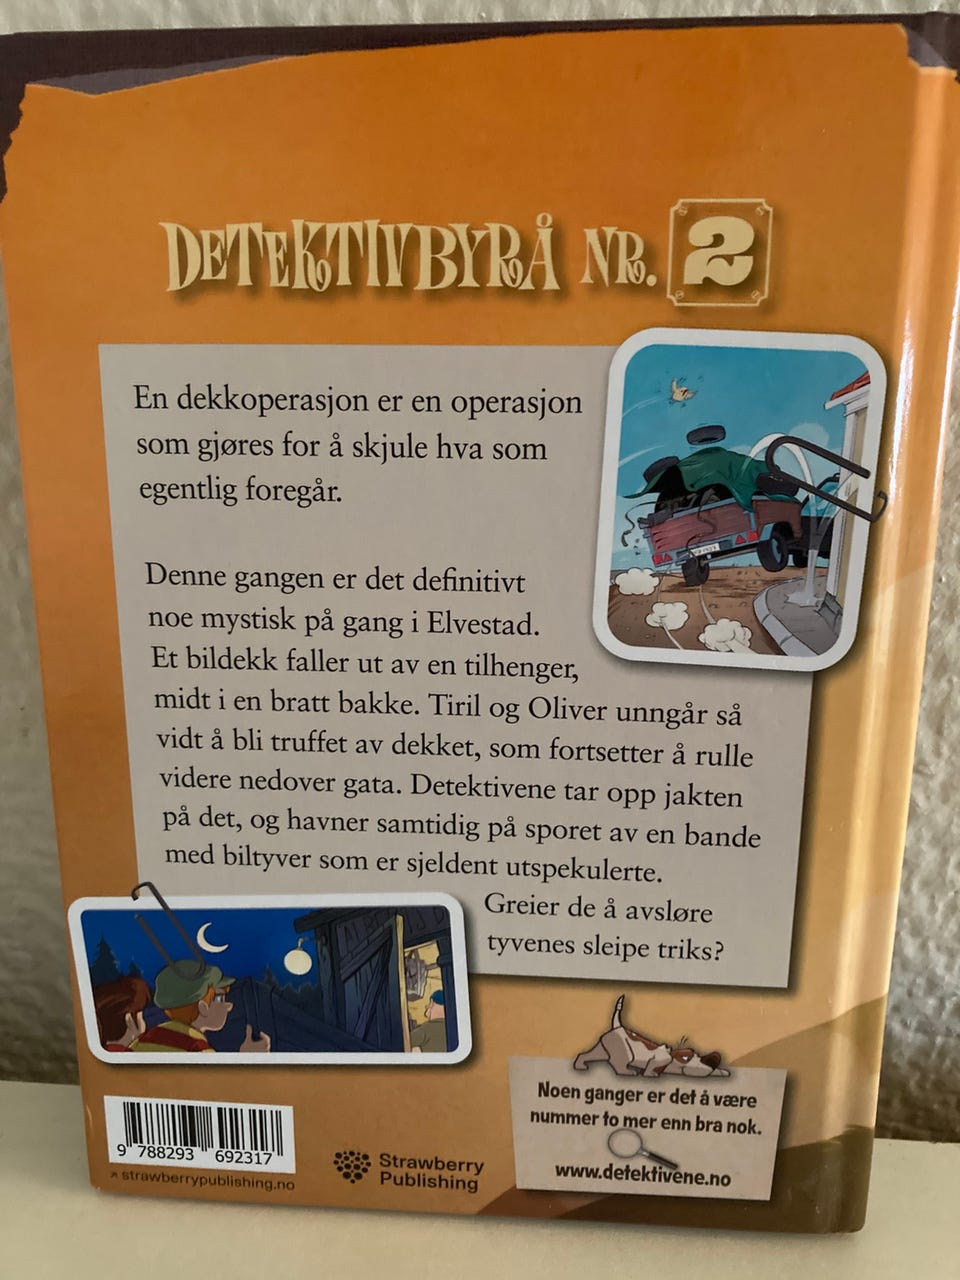 DETEKTIVBYRÅ NR. 2
En dekkoperasjon er en operasjon
som gjøres for å skjule hva som
egentlig foregår.
Denne gangen er det definitivt
noe mystisk på gang i Elvestad.
Et bildekk faller ut av en tilhenger,
midt i en bratt bakke. Tiril og Oliver unngår så
vidt å bli truffet av dekket, som fortsetter å rulle
videre nedover gata. Detektivene tar opp jakten
på det, og havner samtidig på sporet av en bande
med biltyver som er sjeldent utspekulerte.
Greier de å avsløre
tyvenes sleipe triks?
Noen ganger er det å være
nummer to mer enn bra nok.
www.detektivene.no
9 788293 692317
strawberrypublishing.no
Strawberry
Publishing